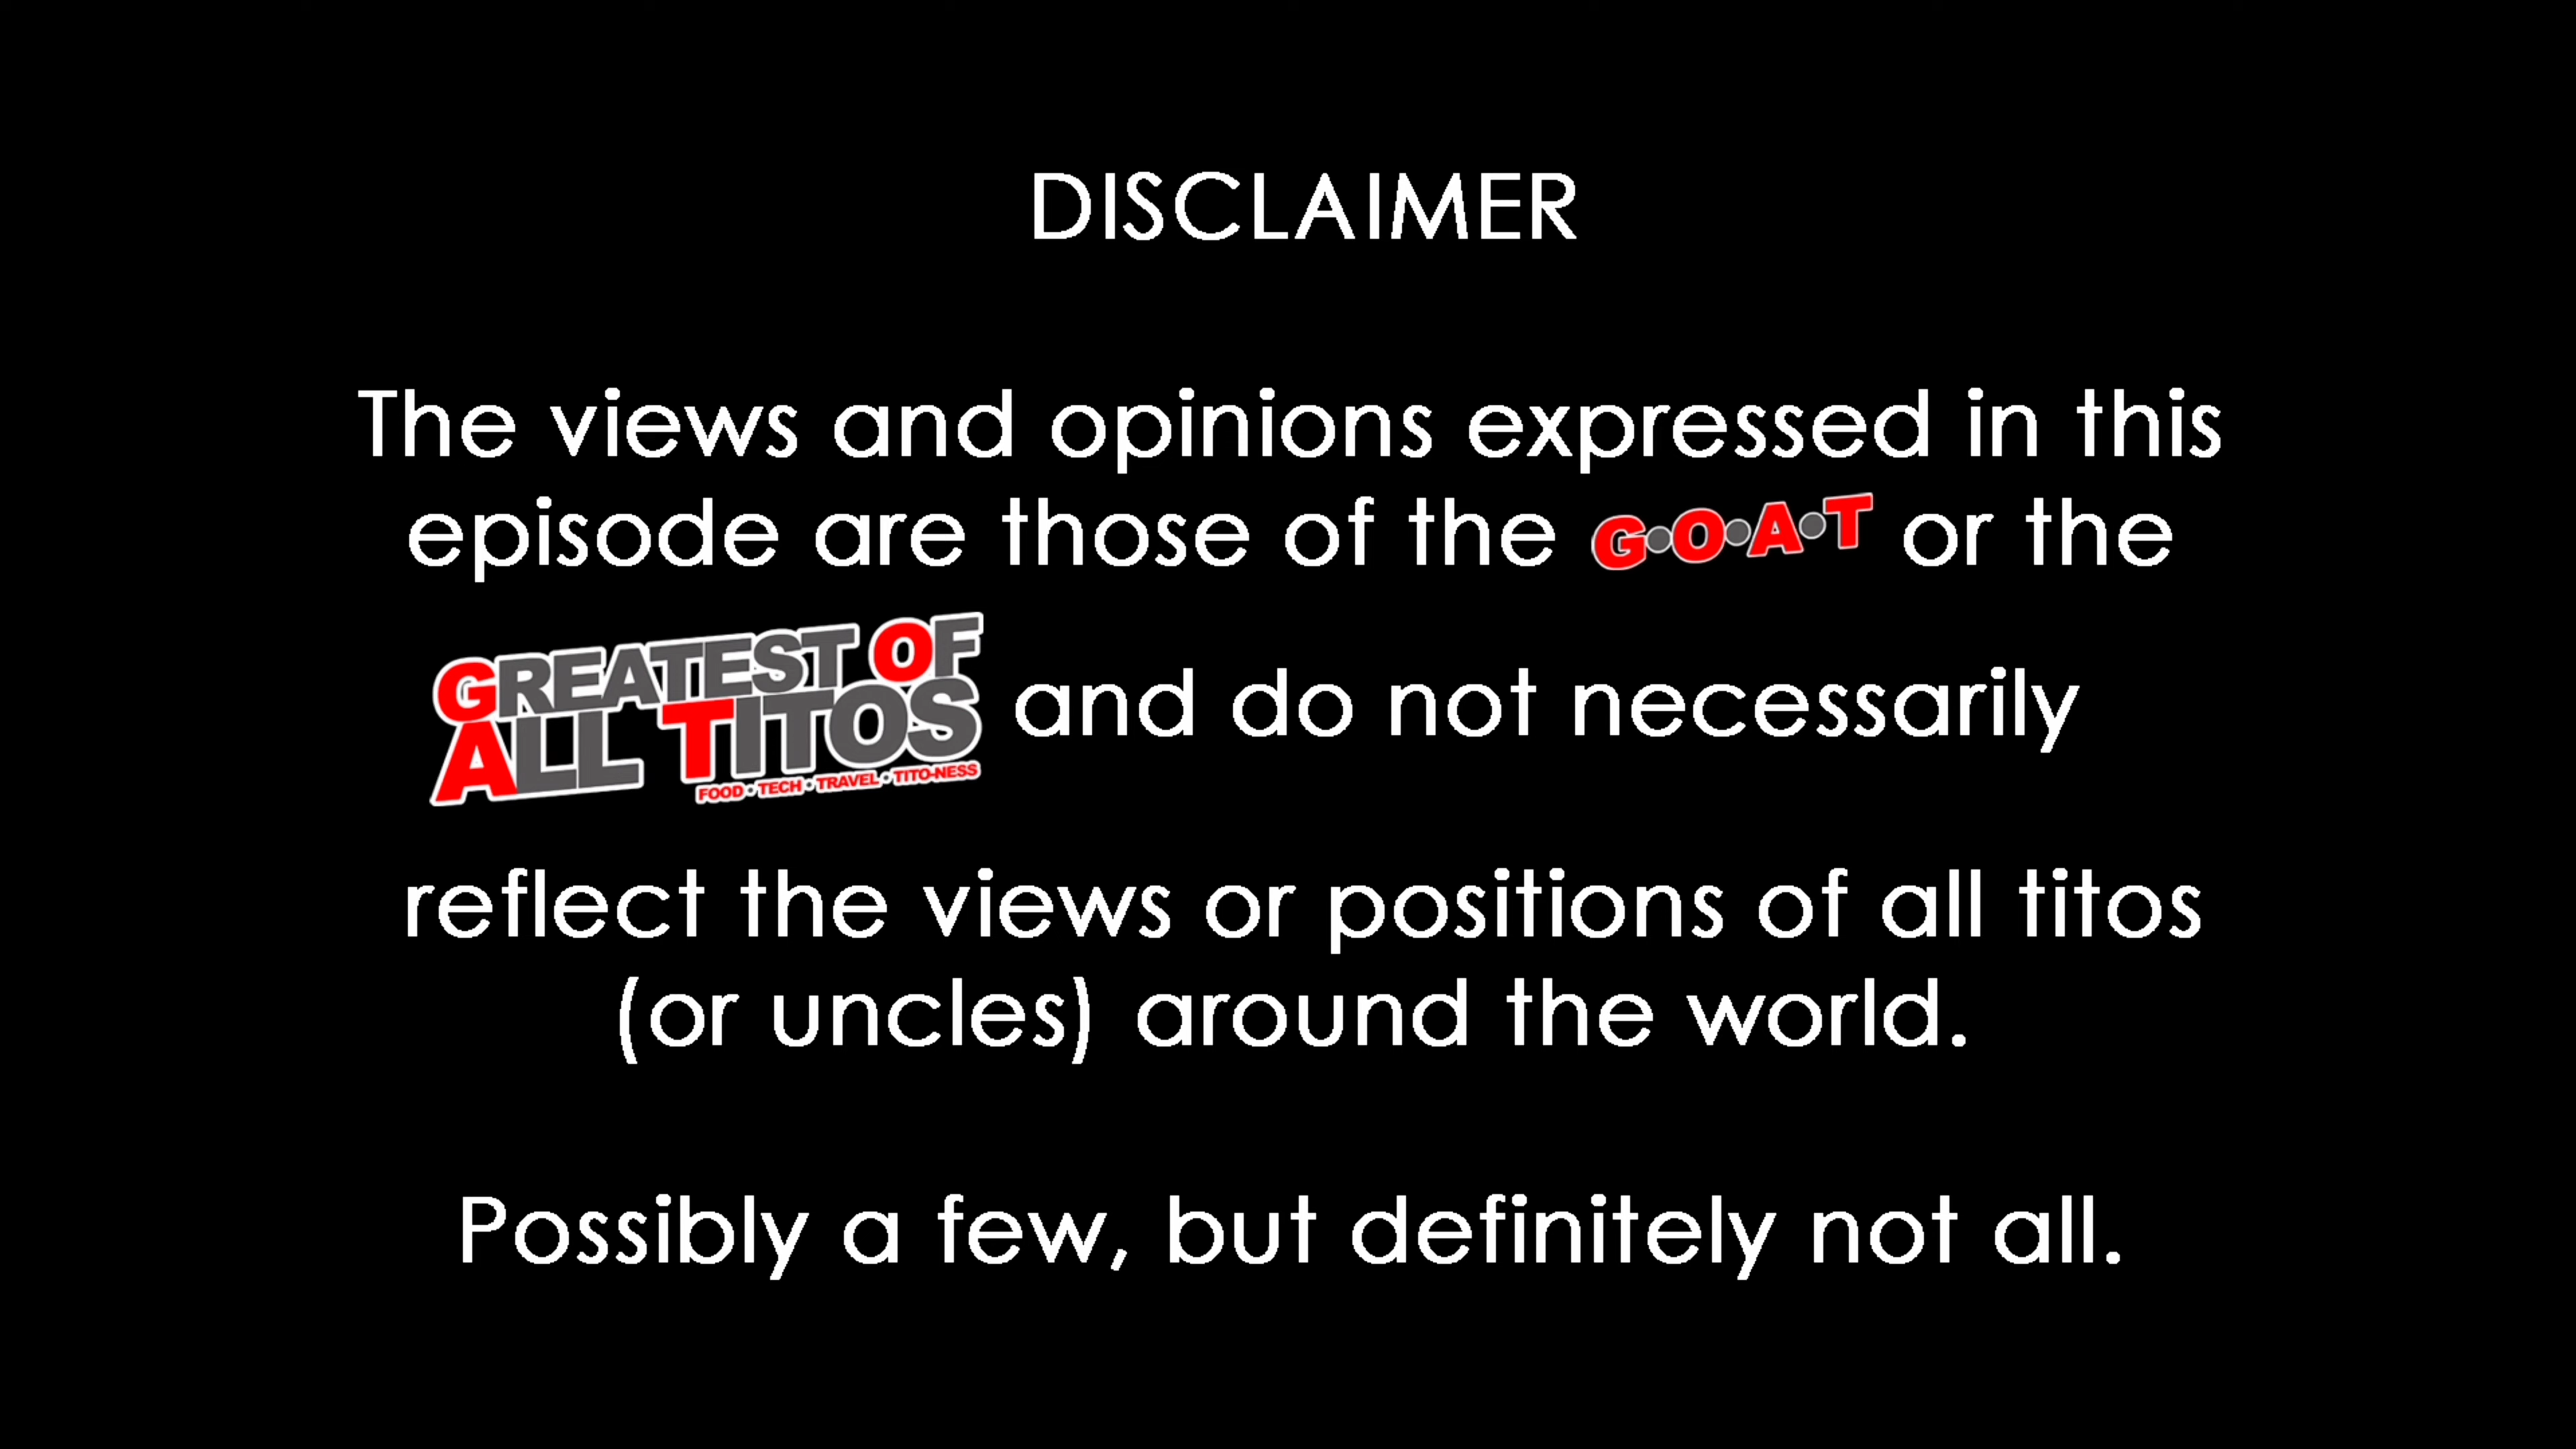 DISCLAIMER
The views and opinions expressed in this
episode are those of the G•O•A•T or the
GREATEST OF
ALL TITOS
FOOD • TECH • TRAVEL • TITO-NESS
and do not necessarily
reflect the views or positions of all titos
(or uncles) around the world.
Possibly a few, but definitely not all.